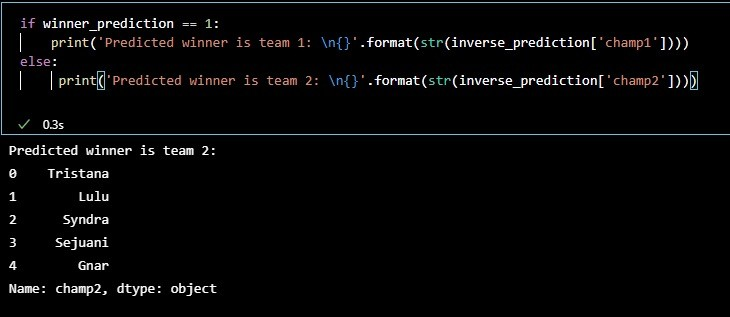 if winner_prediction == 1:
    print('Predicted winner is team 1: \n{}'.format(str(inverse_prediction['champ1'])))
else:
     print('Predicted winner is team 2: \n{}'.format(str(inverse_prediction['champ2'])))
✓ 0.3s
Predicted winner is team 2:
0    Tristana
1        Lulu
2      Syndra
3     Sejuani
4        Gnar
Name: champ2, dtype: object